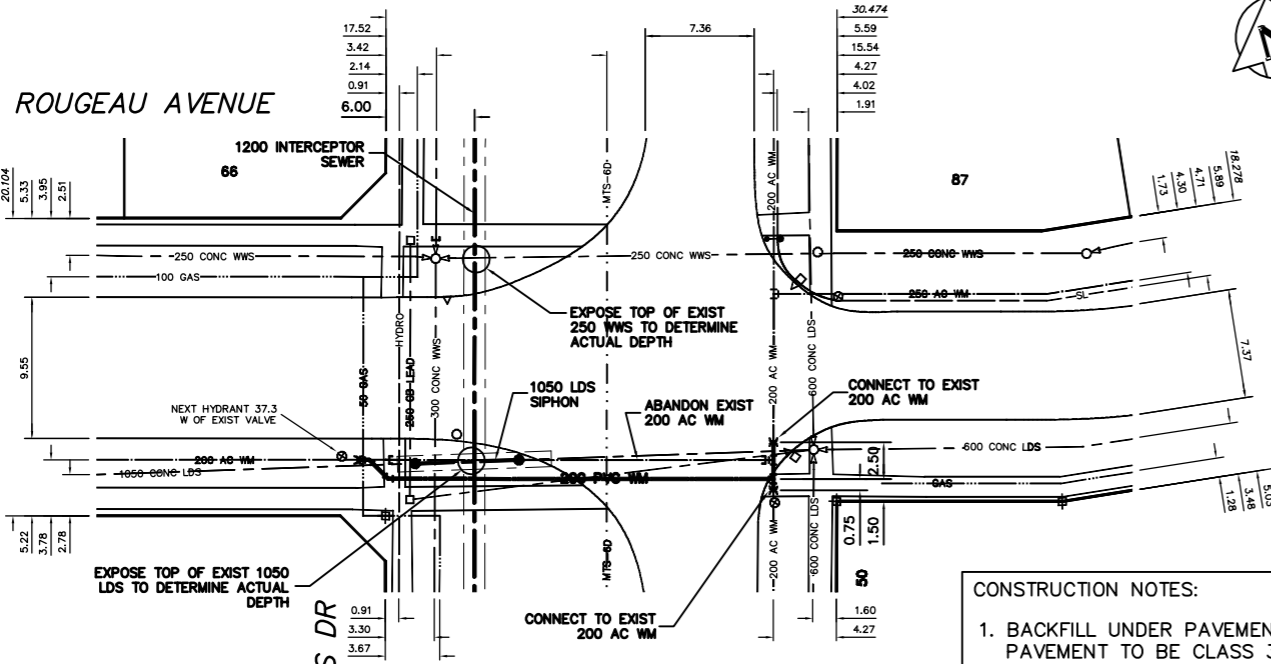 17.52
3.42
2.14
0.91
6.00
7.36
30.474
5.59
15.54
4.27
4.02
1.91
N
ROUGEAU AVENUE
1200 INTERCEPTOR
SEWER
66
87
20.104
5.33
3.95
2.51
18.278
5.89
4.71
4.30
1.73
MTS-6D
200 AC WM
250 CONC WWS
250 CONC WWS
250 CONC WWS
100 GAS
250 AC WM
SL
EXPOSE TOP OF EXIST
250 WWS TO DETERMINE
ACTUAL DEPTH
HYDRO
9.55
7.37
50 GAS
250 CB LEAD
300 CONC WWS
200 AC WM
600 CONC LDS
1050 LDS
SIPHON
ABANDON EXIST
200 AC WM
CONNECT TO EXIST
200 AC WM
NEXT HYDRANT 37.3
W OF EXIST VALVE
200 AC WM
1050 CONC LDS
200 PVC WM
600 CONC LDS
GAS
2.50
0.75
1.50
5.22
3.78
2.78
5.03
3.48
1.28
MTS-6D
200 AC WM
600 CONC LDS
50
EXPOSE TOP OF EXIST 1050
LDS TO DETERMINE ACTUAL
DEPTH
CONNECT TO EXIST
200 AC WM
S DR
0.91
3.30
3.67
1.60
4.27
CONSTRUCTION NOTES:
1. BACKFILL UNDER PAVEMEN
PAVEMENT TO BE CLASS 3